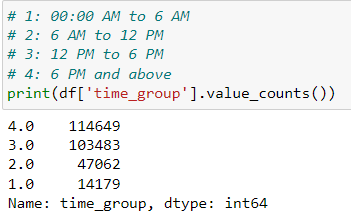 # 1: 00:00 AM to 6 AM
# 2: 6 AM to 12 PM
# 3: 12 PM to 6 PM
# 4: 6 PM and above
print(df['time_group'].value_counts())
4.0    114649
3.0    103483
2.0     47062
1.0     14179
Name: time_group, dtype: int64